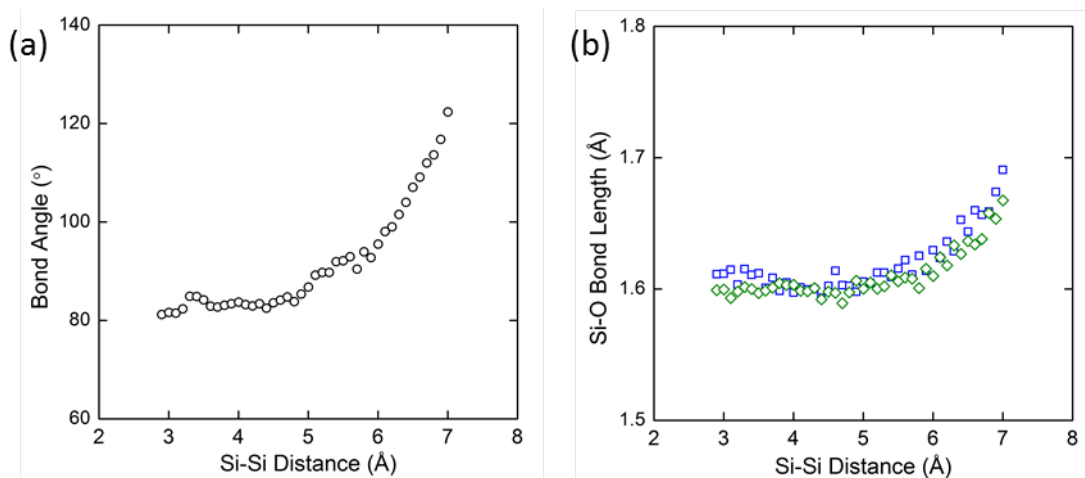 (a)
140
120
100
80
60
Bond Angle (°)
2 3 4 5 6 7 8
Si-Si Distance (Å)
(b)
1.8
1.7
1.6
1.5
Si-O Bond Length (Å)
2 3 4 5 6 7 8
Si-Si Distance (Å)